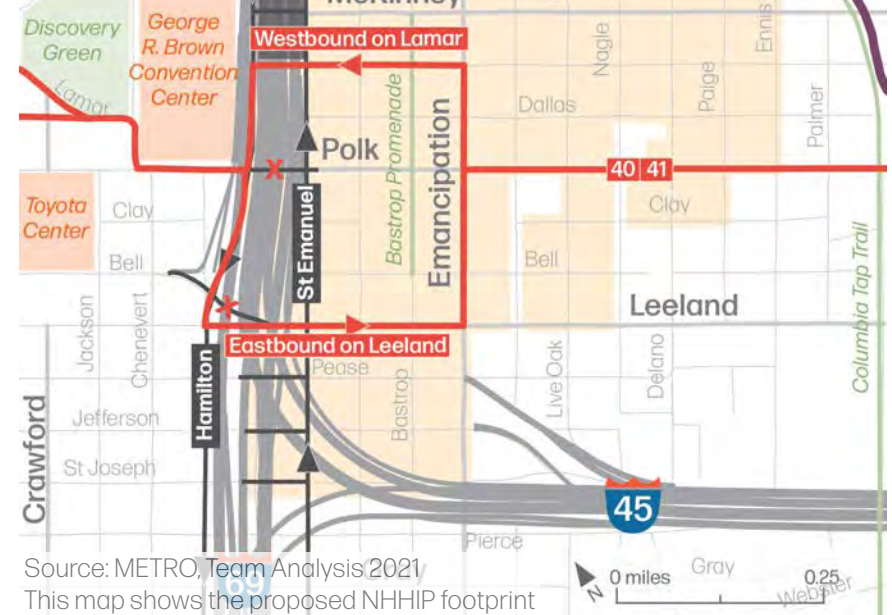 McKinney
Discovery
Green
George
R. Brown
Convention
Center
Westbound on Lamar
Nagle
Ennis
Lamar
Dallas
Paige
Palmer
Bastrop Promenade
Emancipation
Polk
X
40 41
Toyota
Center
Clay
Clay
St Emanuel
Bell
Bell
X
Leeland
Columbia Tap Trail
Jackson
Chenevert
Eastbound on Leeland
Hamilton
Pease
Bastrop
Live Oak
Delano
Crawford
Jefferson
St Joseph
45
Pierce
Source: METRO, Team Analysis 2021
Gray
69
This map shows the proposed NHHIP footprint
N
0 miles
Gray
0.25
Webster